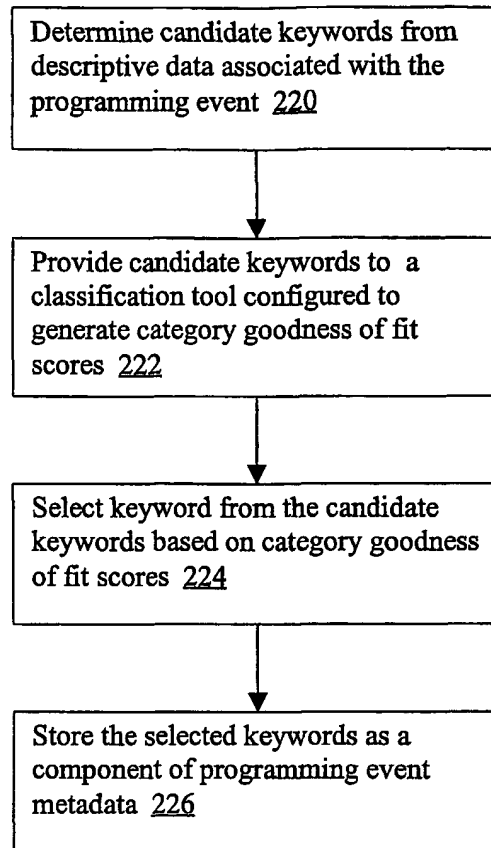 Determine candidate keywords from
descriptive data associated with the
programming event 220
Provide candidate keywords to a
classification tool configured to
generate category goodness of fit
scores 222
Select keyword from the candidate
keywords based on category goodness
of fit scores 224
Store the selected keywords as a
component of programming event
metadata 226